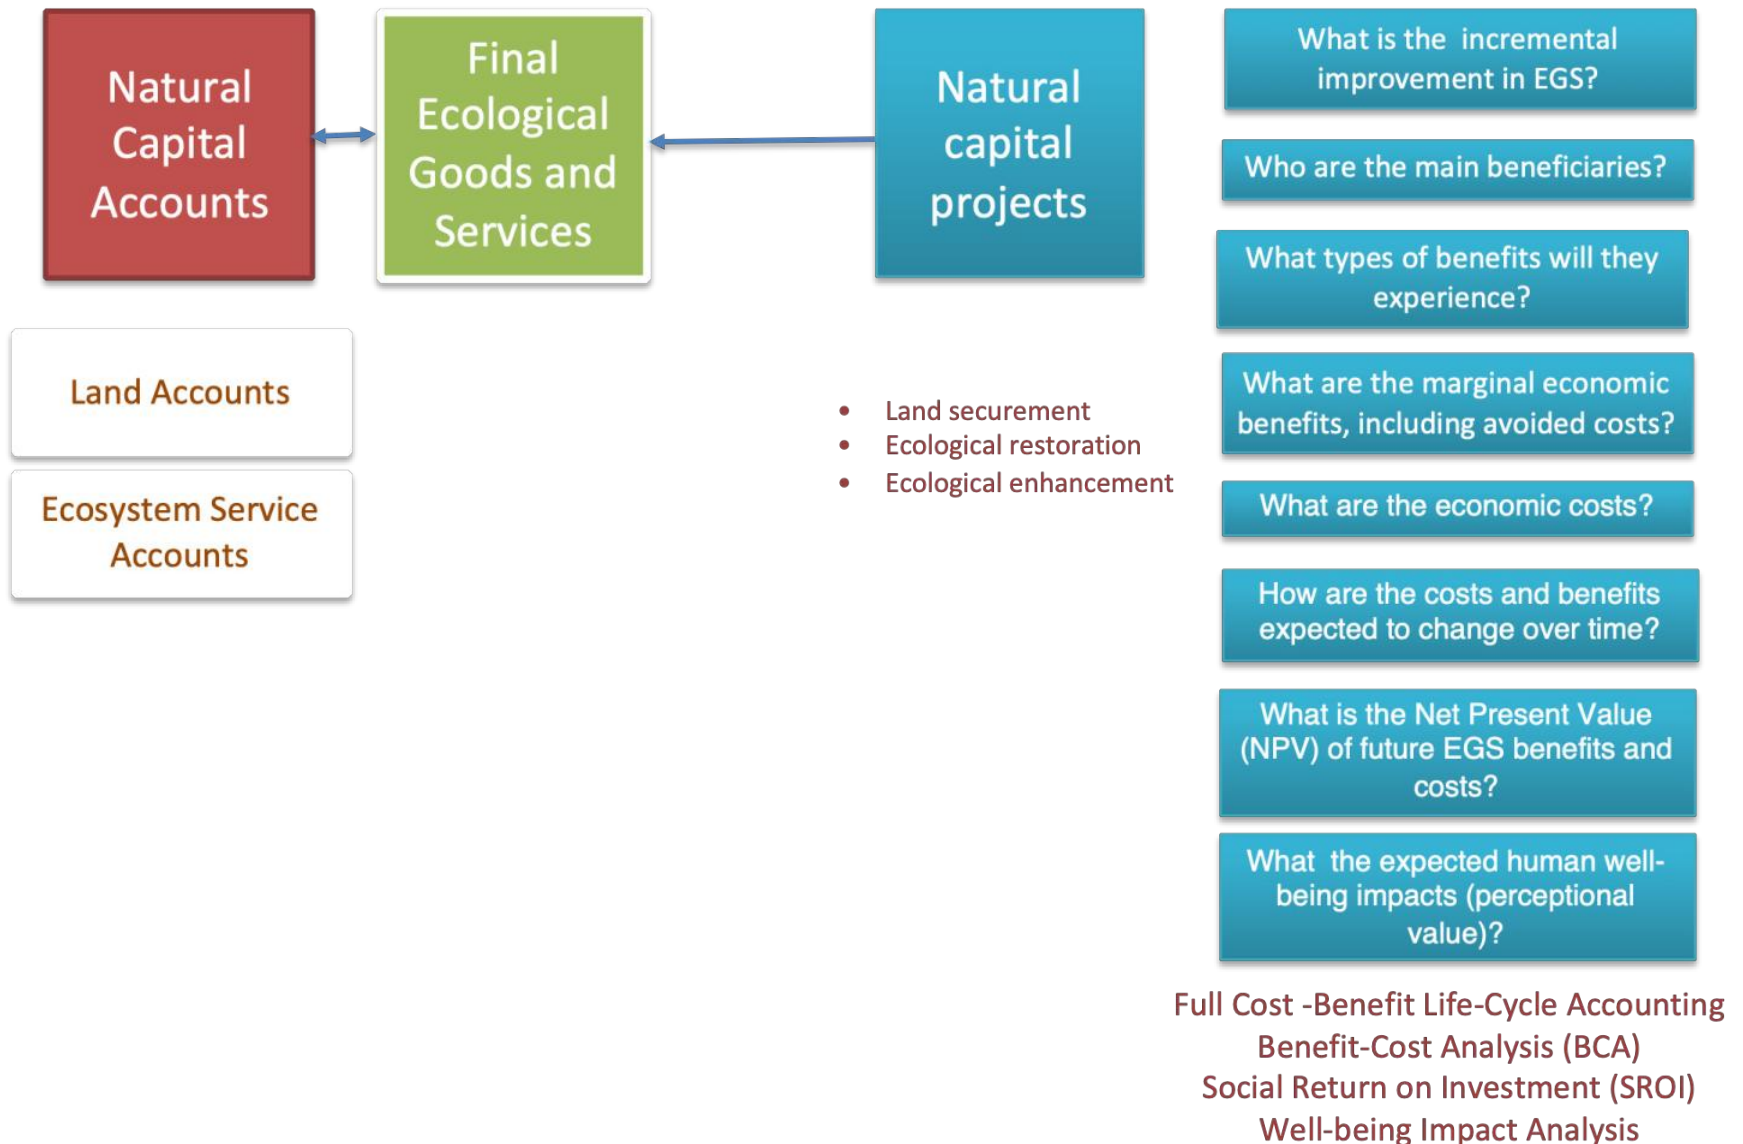 Natural
Capital
Accounts
Final
Ecological
Goods and
Services
Natural
capital
projects
Land Accounts
Ecosystem Service
Accounts
• Land securement
• Ecological restoration
• Ecological enhancement
What is the  incremental
improvement in EGS?
Who are the main beneficiaries?
What types of benefits will they
experience?
What are the marginal economic
benefits, including avoided costs?
What are the economic costs?
How are the costs and benefits
expected to change over time?
What is the Net Present Value
(NPV) of future EGS benefits and
costs?
What  the expected human well-
being impacts (perceptional
value)?
Full Cost -Benefit Life-Cycle Accounting
Benefit-Cost Analysis (BCA)
Social Return on Investment (SROI)
Well-being Impact Analysis